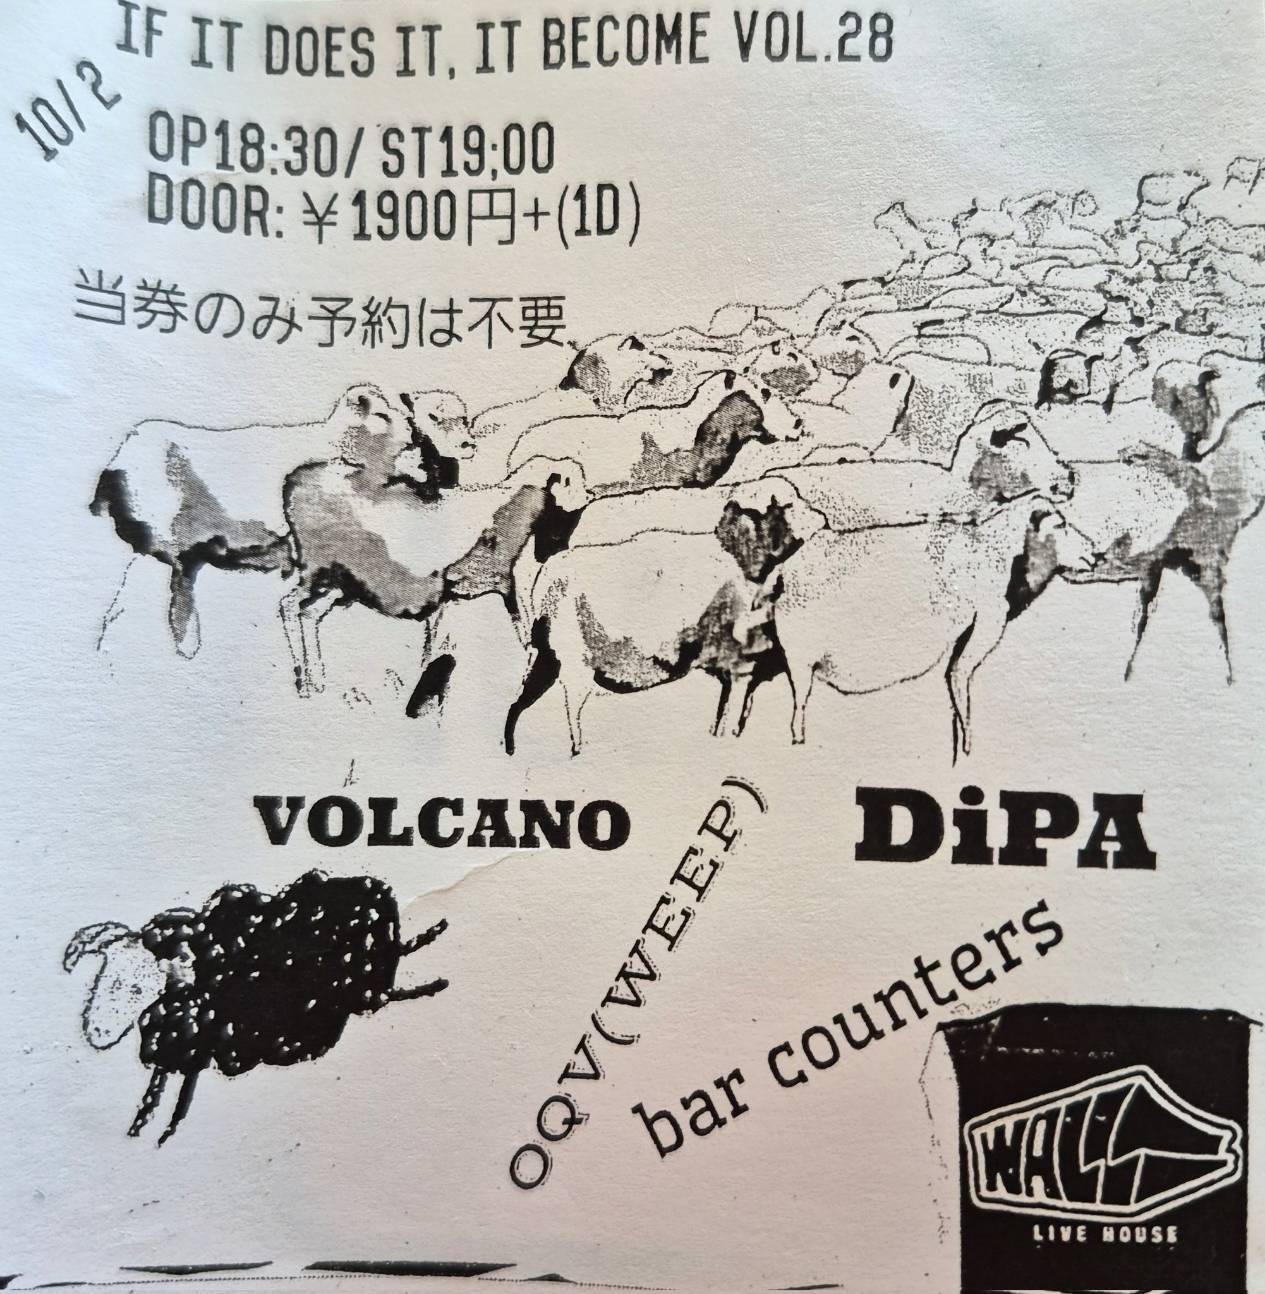 IF IT DOES IT, IT BECOME VOL.28
10/2
OP18:30/ ST19;00
DOOR: ￥1900円+(1D)
当券のみ予約は不要
VOLCANO
DiPA
OQV(WEEP)
bar counters
WALL
LIVE HOUSE